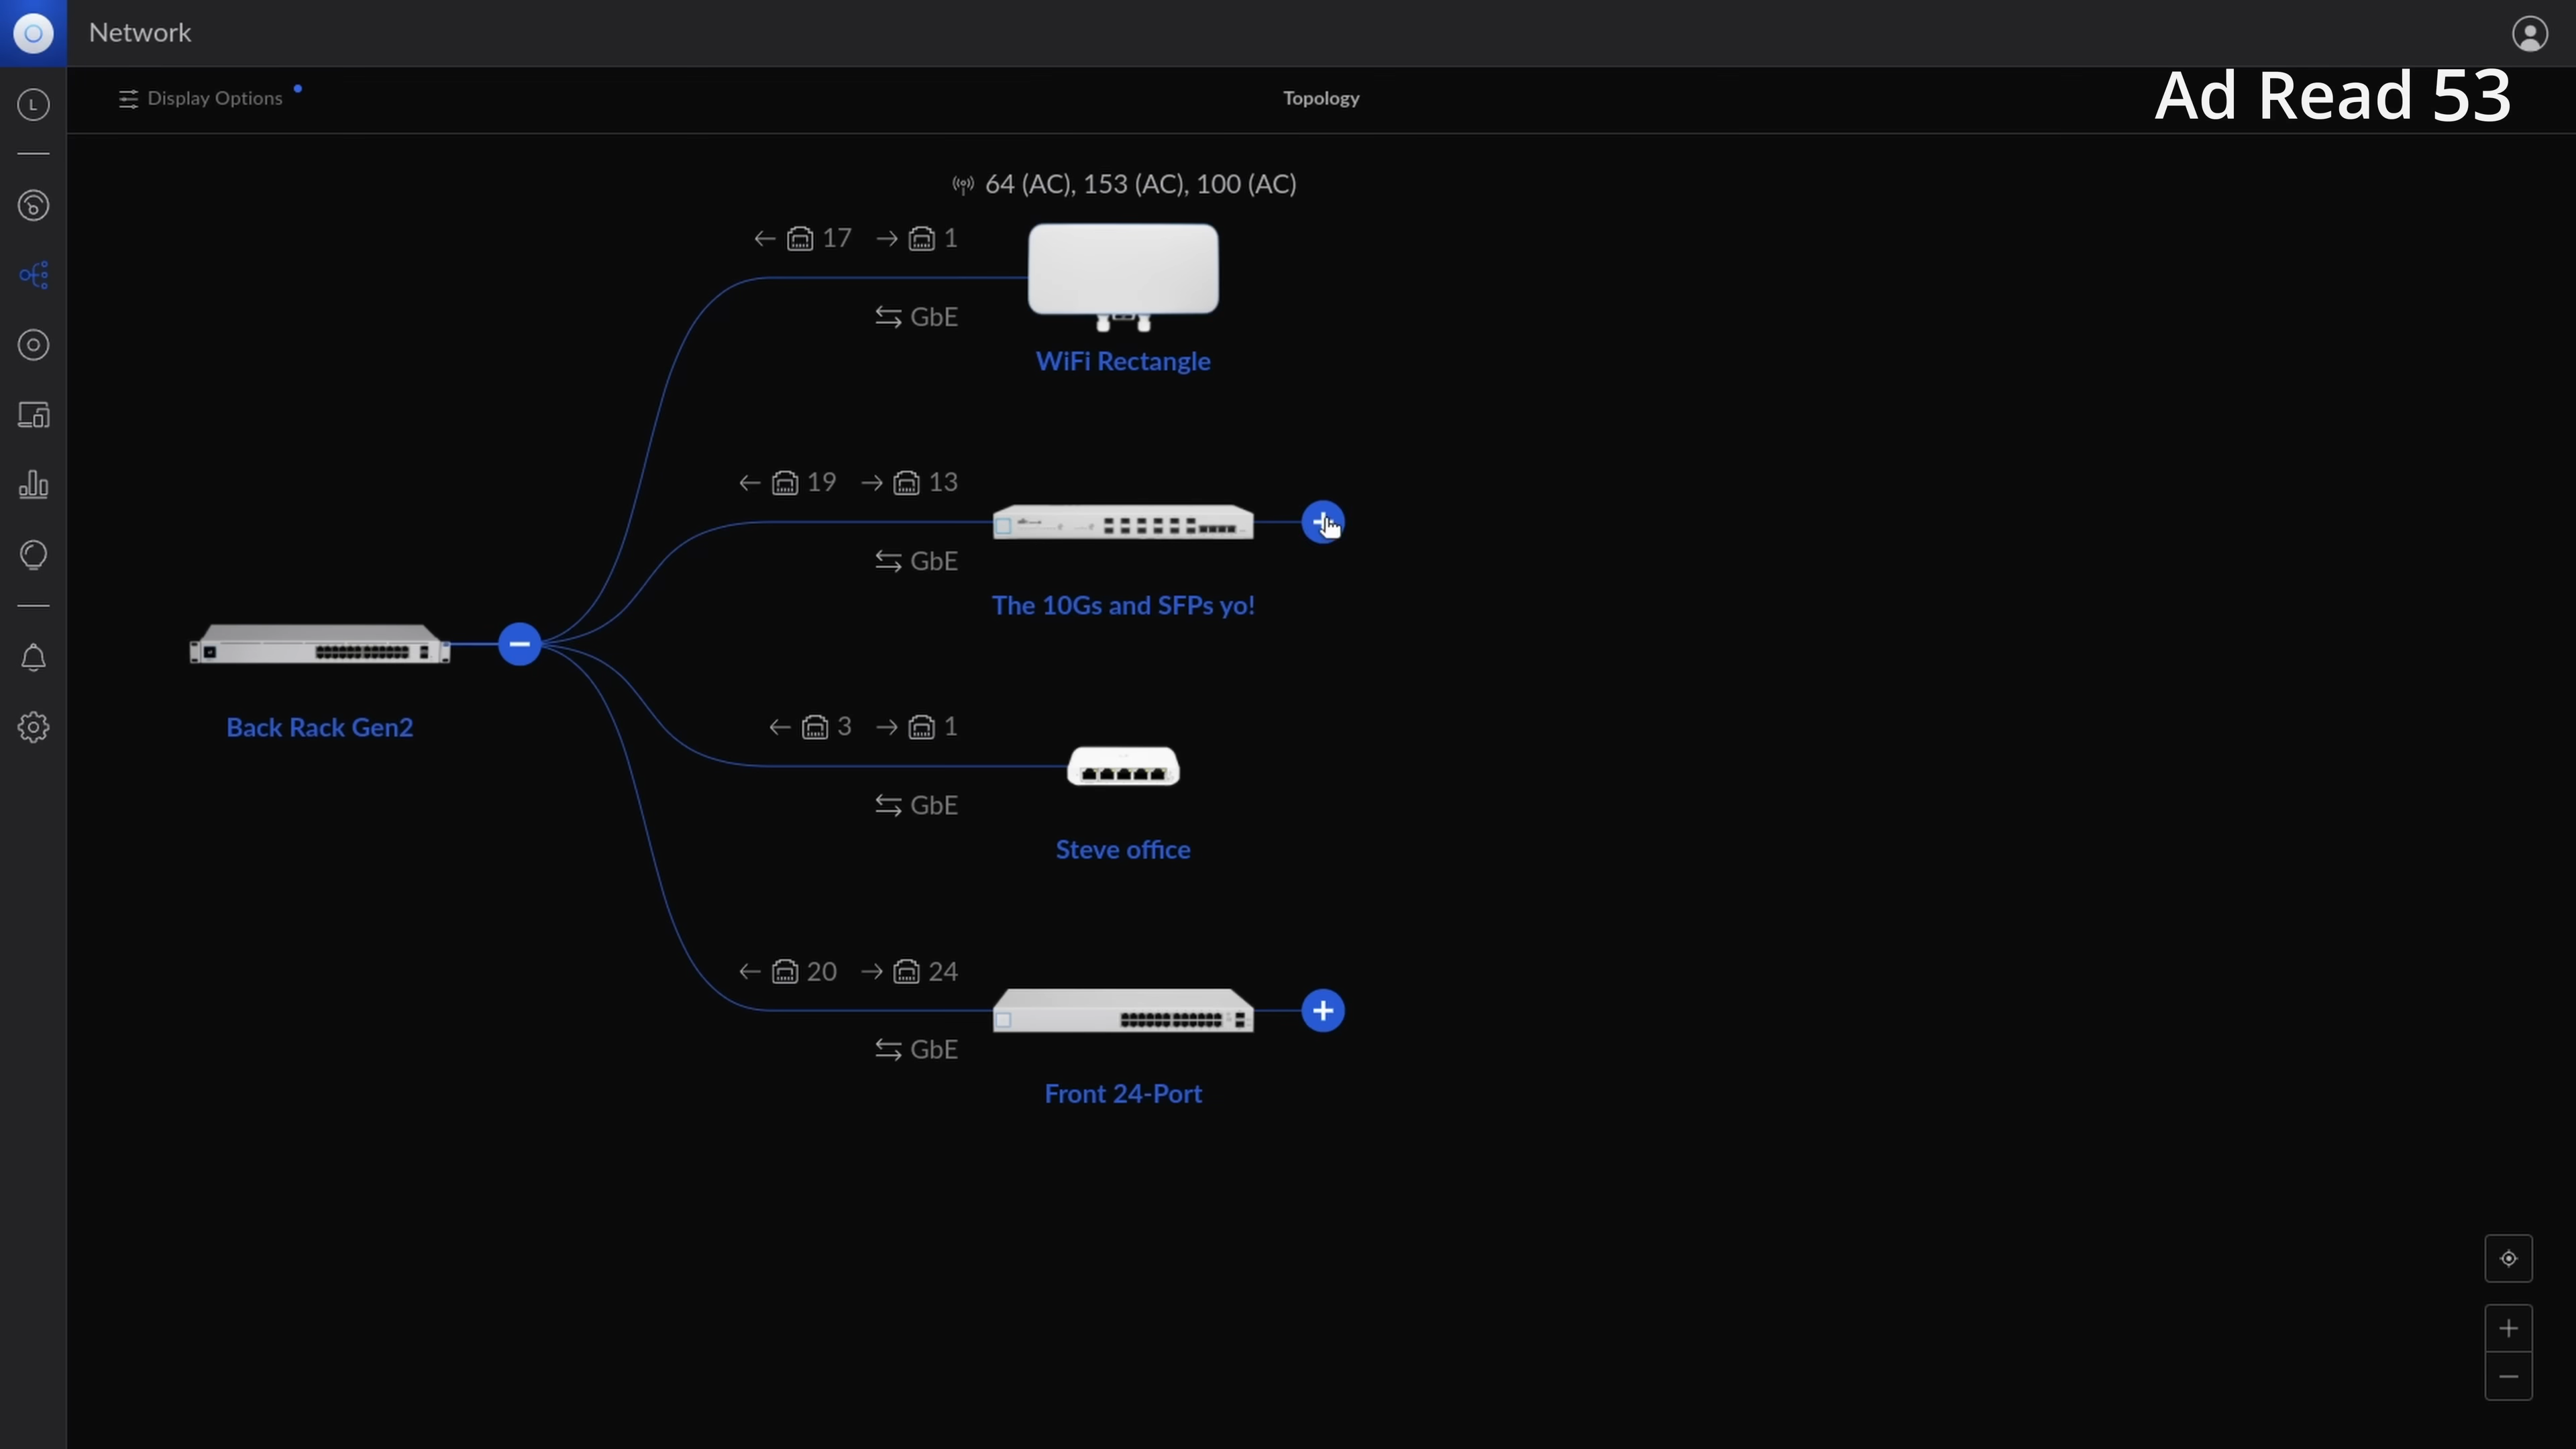 Network
L
Display Options
Topology
Ad Read 53
64 (AC), 153 (AC), 100 (AC)
17 1
GbE
WiFi Rectangle
19 13
GbE
The 10Gs and SFPs yo!
Back Rack Gen2
3 1
GbE
Steve office
20 24
GbE
Front 24-Port